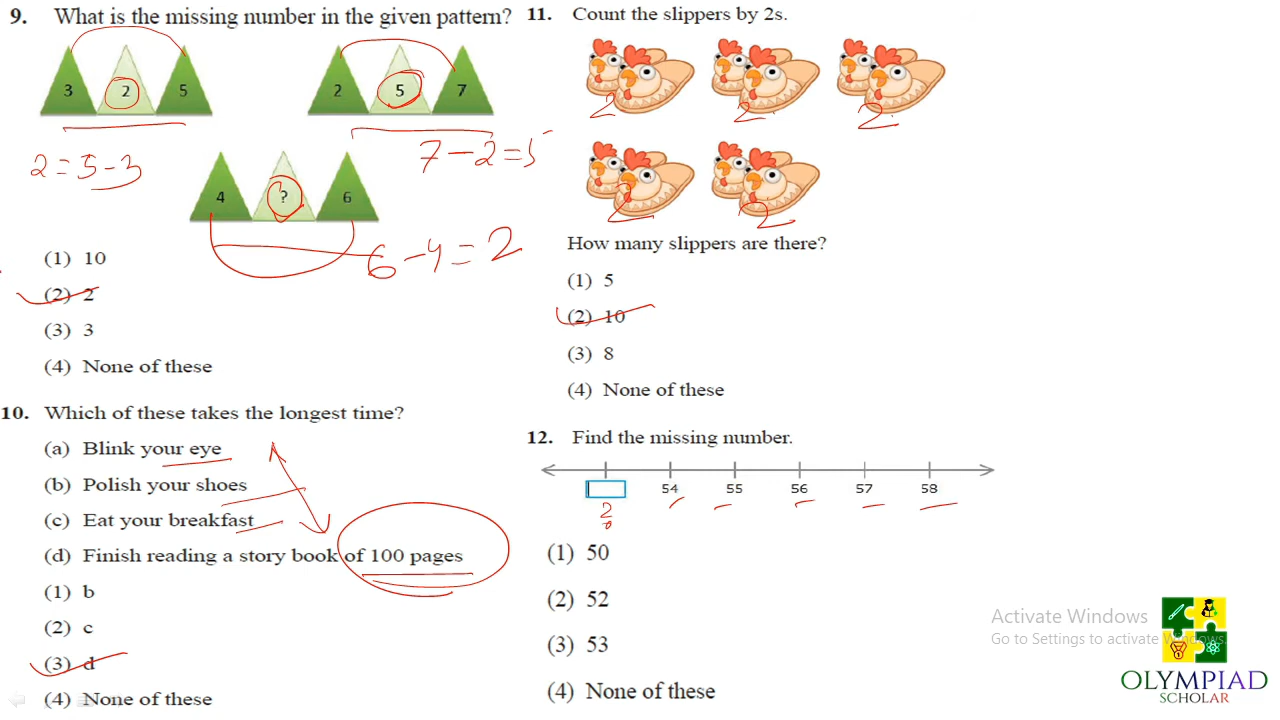 9. What is the missing number in the given pattern?
3 2 5
2 5 7
2 = 5 - 3
7 - 2 = 5
4 ? 6
6 - 4 = 2
(1) 10
(2) 2
(3) 3
(4) None of these
10. Which of these takes the longest time?
(a) Blink your eye
(b) Polish your shoes
(c) Eat your breakfast
(d) Finish reading a story book of 100 pages
(1) b
(2) c
(3) d
(4) None of these
11. Count the slippers by 2s.
2 2 2
2 2
How many slippers are there?
(1) 5
(2) 10
(3) 8
(4) None of these
12. Find the missing number.
54 55 56 57 58
(1) 50
(2) 52
(3) 53
(4) None of these
Activate Windows
Go to Settings to activate Windows.
OLYMPIAD
SCHOLAR